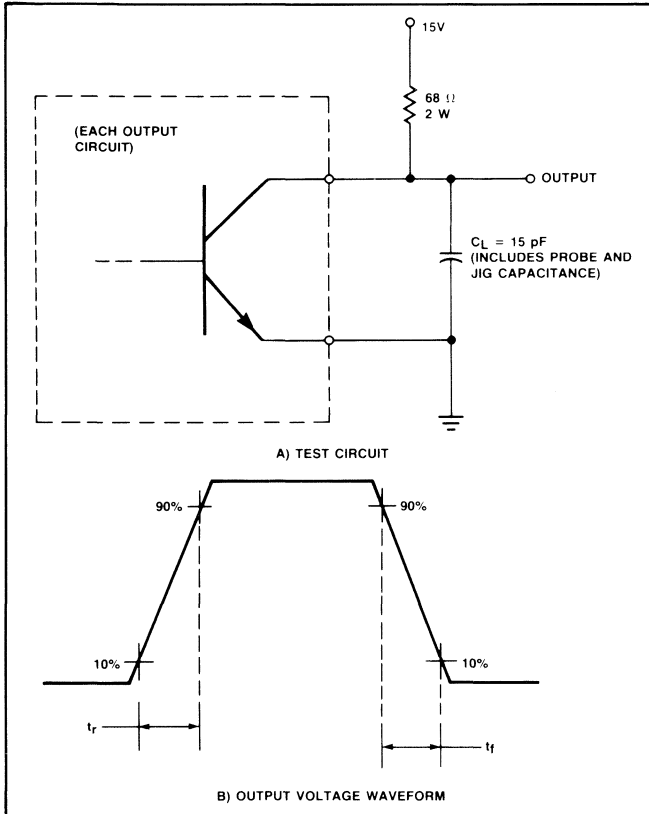 15V
68 Ω
2 W
(EACH OUTPUT
CIRCUIT)
OUTPUT
CL = 15 pF
(INCLUDES PROBE AND
JIG CAPACITANCE)
A) TEST CIRCUIT
90%
90%
10%
10%
tr
tf
B) OUTPUT VOLTAGE WAVEFORM